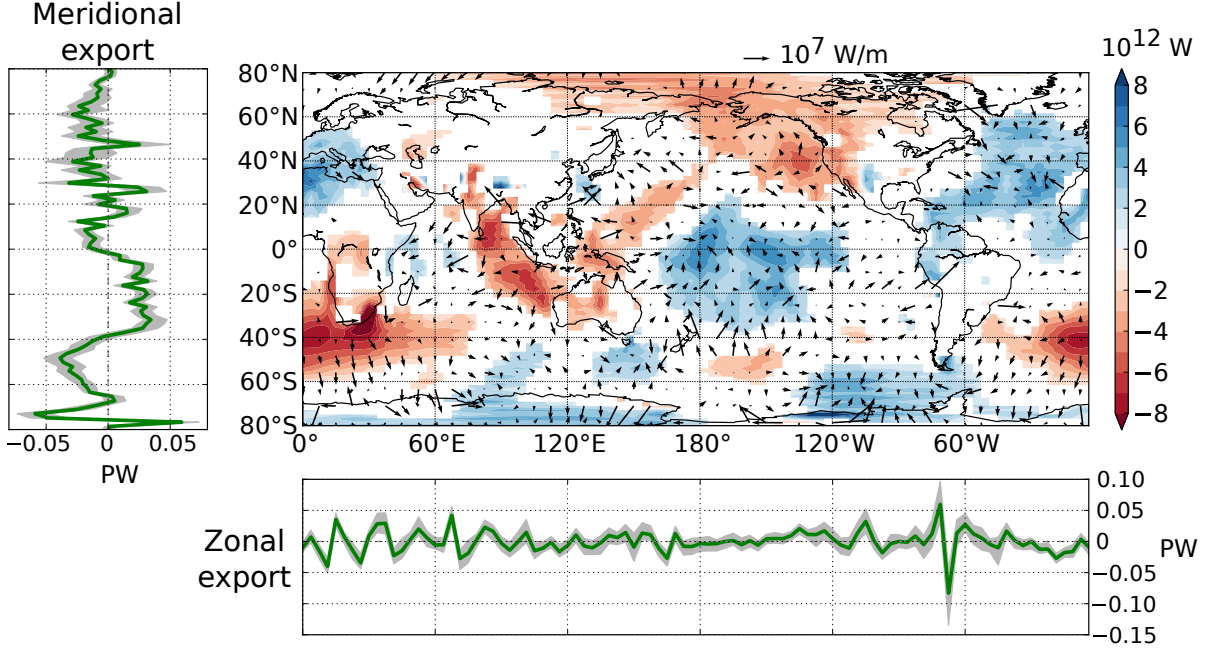 Meridional
export
10⁷ W/m
10¹² W
80°N
60°N
40°N
20°N
0°
20°S
40°S
60°S
80°S
0°
60°E
120°E
180°W
120°W
60°W
8
6
4
2
0
−2
−4
−6
−8
−0.05
0
0.05
PW
Zonal
export
0.10
0.05
0
−0.05
−0.10
−0.15
PW